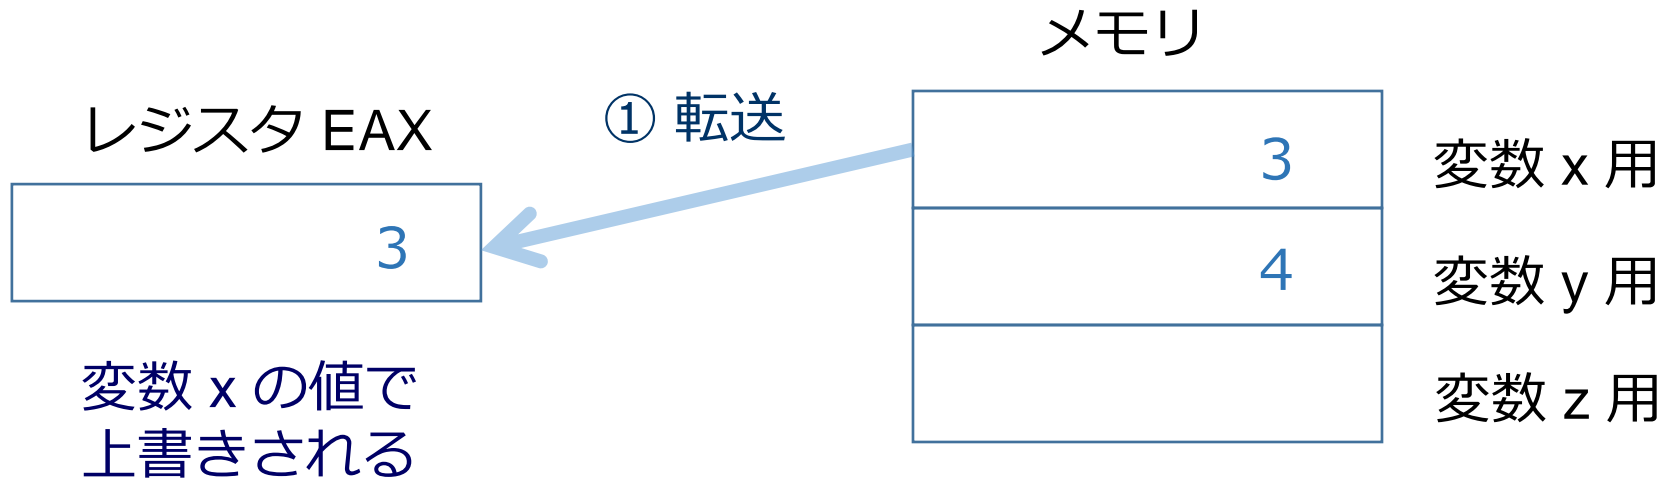 メモリ
レジスタ EAX
① 転送
3
変数 x 用
3
4
変数 y 用
変数 x の値で
上書きされる
変数 z 用